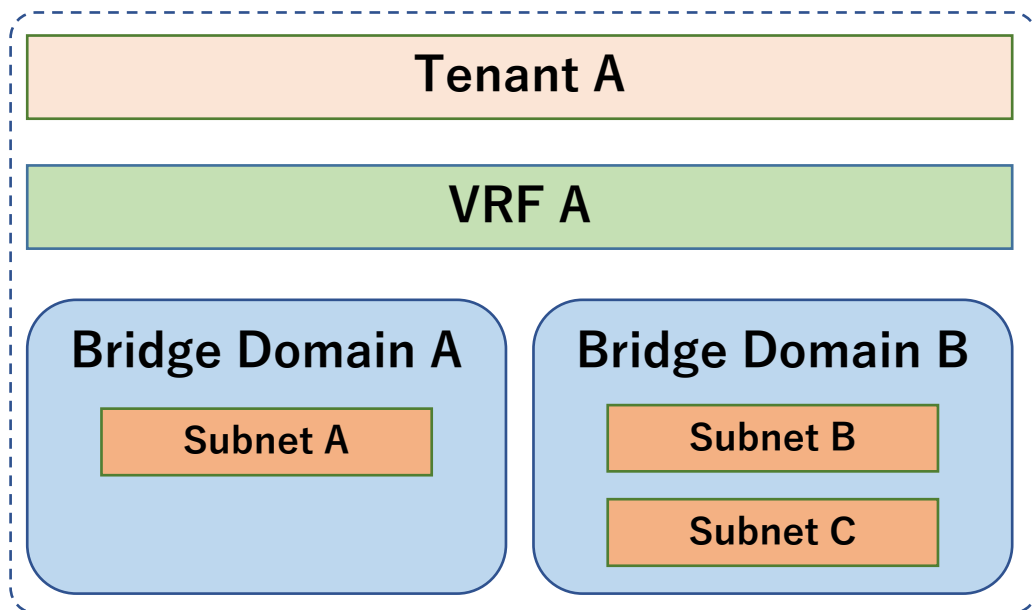 Tenant A
VRF A
Bridge Domain A
Subnet A
Bridge Domain B
Subnet B
Subnet C